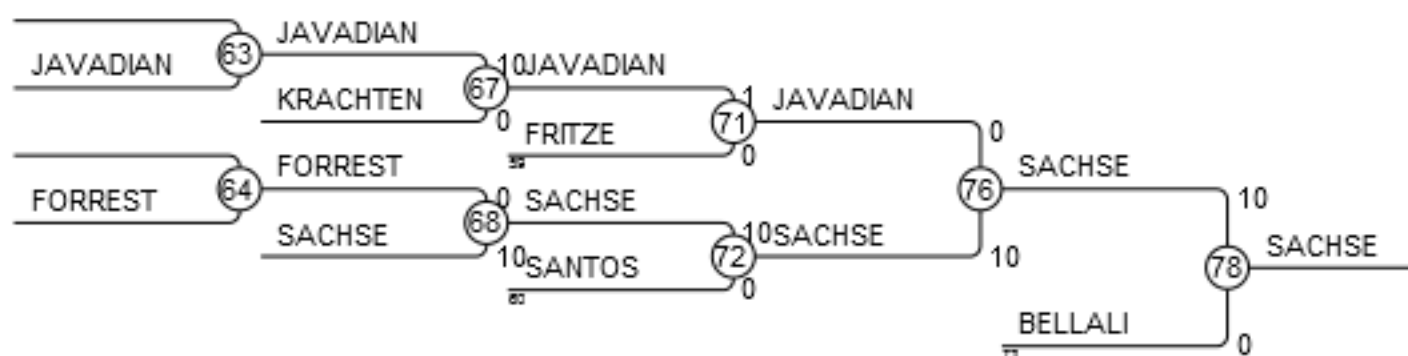 JAVADIAN
63
JAVADIAN
10
KRACHTEN
67
0
JAVADIAN
1
FRITZE
71
0
JAVADIAN
0
FORREST
64
FORREST
0
SACHSE
68
10
SACHSE
10
SANTOS
72
0
SACHSE
10
76
SACHSE
10
BELLALI
78
0
SACHSE